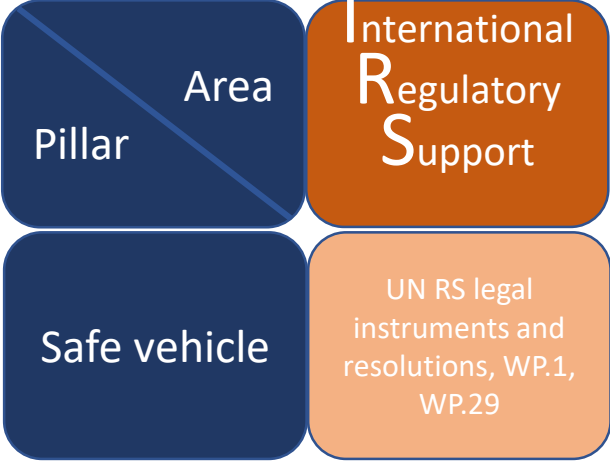 Area
Pillar
International
Regulatory
Support
Safe vehicle
UN RS legal
instruments and
resolutions, WP.1,
WP.29